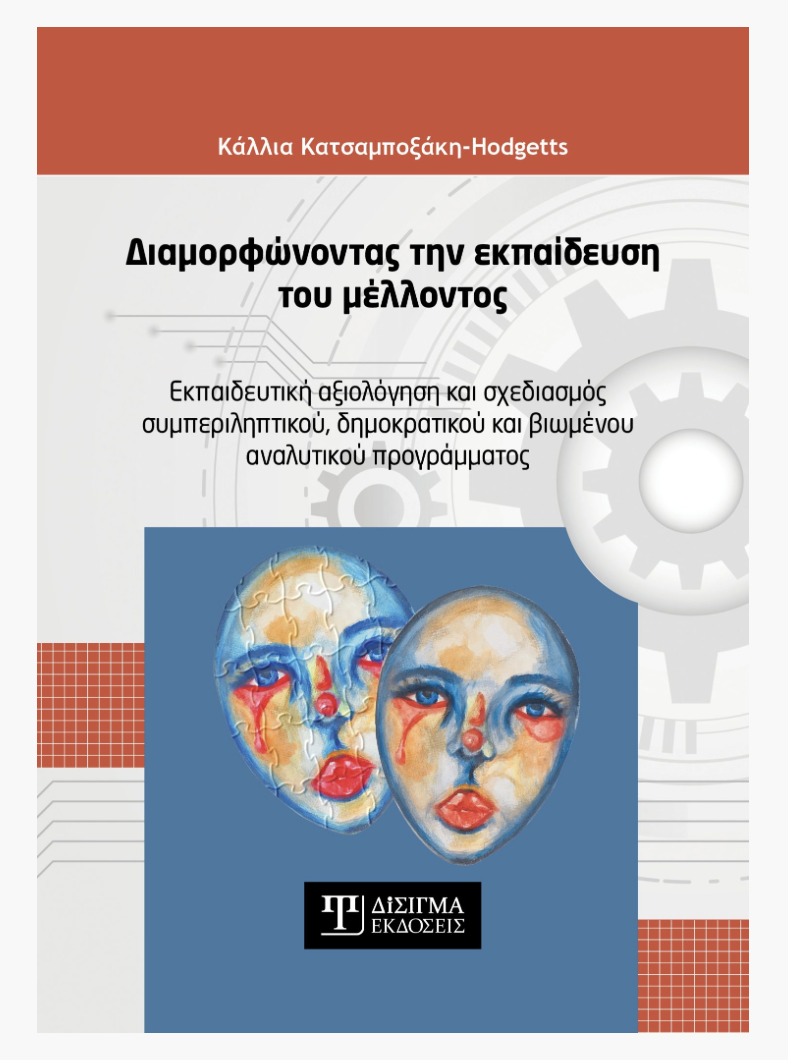 Κάλλια Κατσαμποξάκη-Hodgetts
Διαμορφώνοντας την εκπαίδευση
του μέλλοντος
Εκπαιδευτική αξιολόγηση και σχεδιασμός
συμπεριληπτικού, δημοκρατικού και βιωμένου
αναλυτικού προγράμματος
ΔίΣΙΓΜΑ
ΕΚΔΟΣΕΙΣ